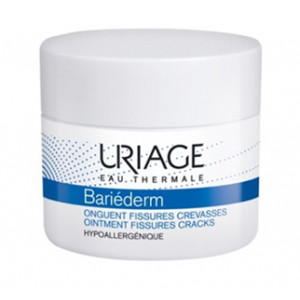 URIAGE
EAU THERMALE
Bariéderm
ONGUENT FISSURES CREVASSES
OINTMENT FISSURES CRACKS
HYPOALLERGÉNIQUE